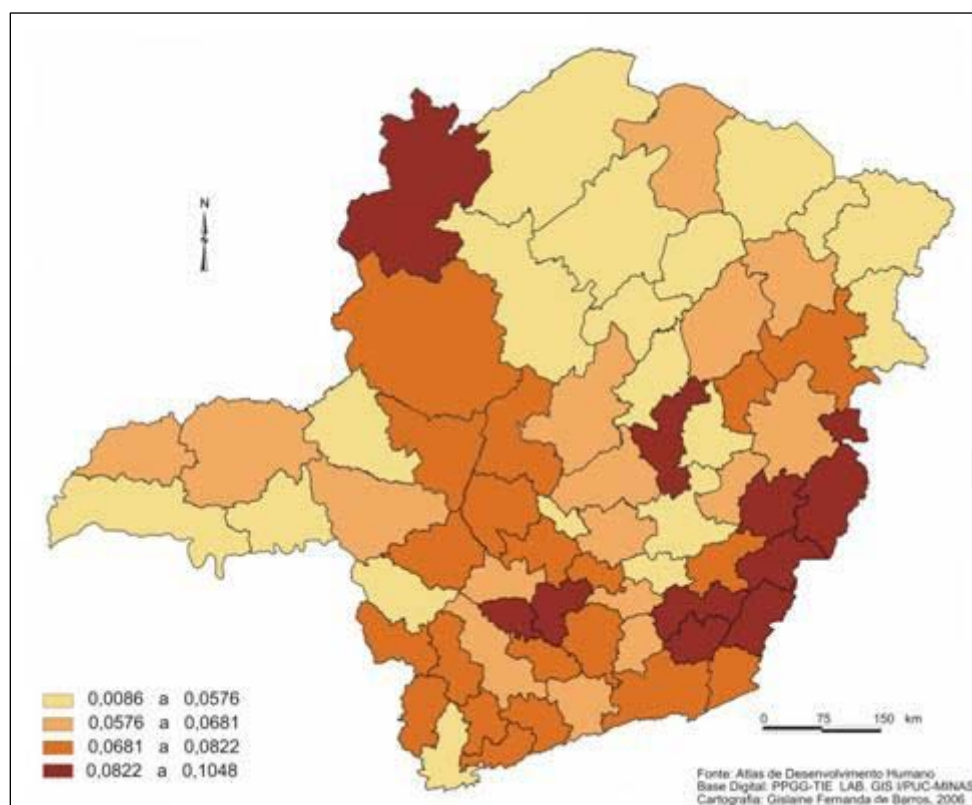 N
0,0086 a 0,0576
0,0576 a 0,0681
0,0681 a 0,0822
0,0822 a 0,1048
0 75 150 km
Fonte: Atlas de Desenvolvimento Humano
Base Digital: PPGG-TIE LAB. GIS I/PUC-MINAS
Cartografia: Gislaine Fernanda de Barros, 2006